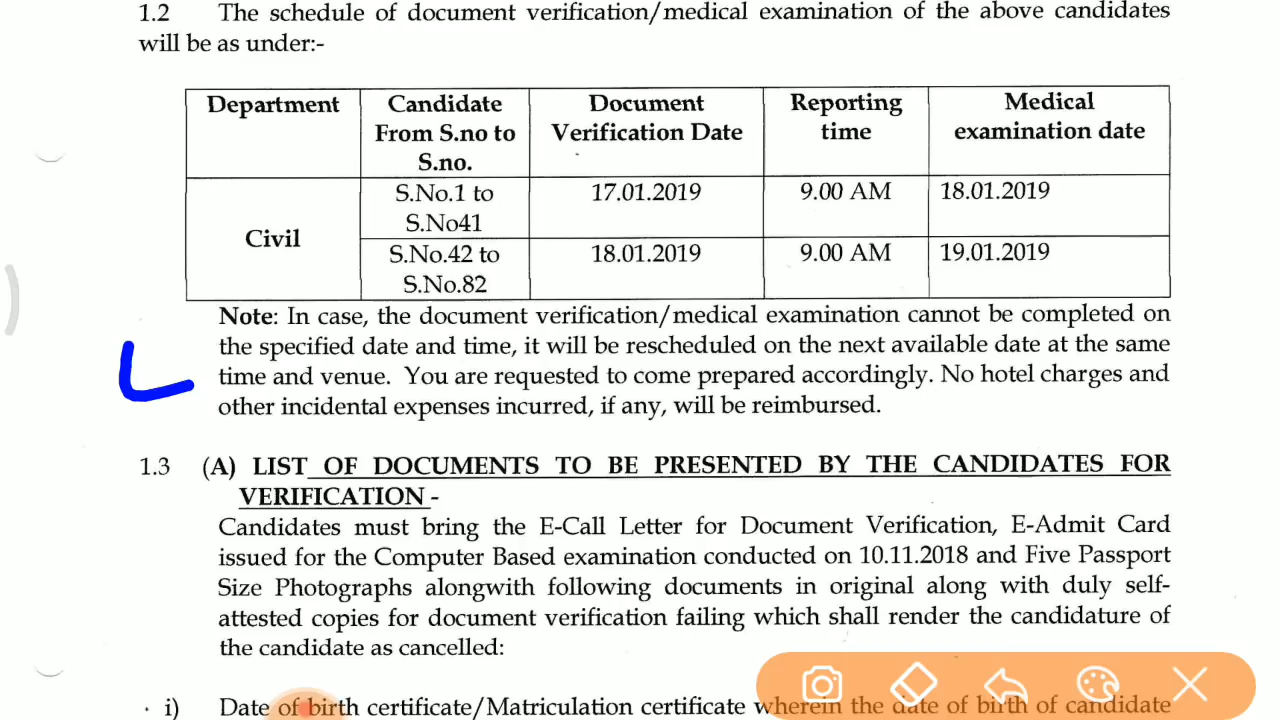 1.2 The schedule of document verification/medical examination of the above candidates
will be as under:-
Department Candidate From S.no to S.no. Document Verification Date Reporting time Medical examination date
Civil S.No.1 to S.No41 17.01.2019 9.00 AM 18.01.2019
S.No.42 to S.No.82 18.01.2019 9.00 AM 19.01.2019
Note: In case, the document verification/medical examination cannot be completed on
the specified date and time, it will be rescheduled on the next available date at the same
time and venue. You are requested to come prepared accordingly. No hotel charges and
other incidental expenses incurred, if any, will be reimbursed.
1.3 (A) LIST OF DOCUMENTS TO BE PRESENTED BY THE CANDIDATES FOR
VERIFICATION -
Candidates must bring the E-Call Letter for Document Verification, E-Admit Card
issued for the Computer Based examination conducted on 10.11.2018 and Five Passport
Size Photographs alongwith following documents in original along with duly self-
attested copies for document verification failing which shall render the candidature of
the candidate as cancelled:
i) Date of birth certificate/Matriculation certificate wherein the date of birth of candidate